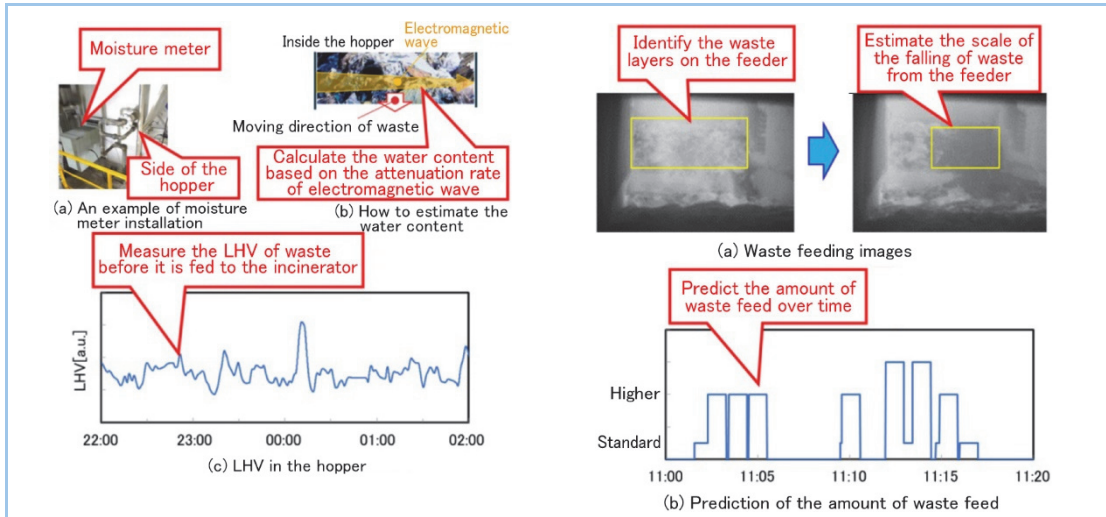 Moisture meter
Side of the
hopper
(a) An example of moisture
meter installation
Electromagnetic
wave
Inside the hopper
Moving direction of waste
Calculate the water content
based on the attenuation rate
of electromagnetic wave
(b) How to estimate the
water content
Measure the LHV of waste
before it is fed to the incinerator
LHV[a.u.]
22:00 23:00 00:00 01:00 02:00
(c) LHV in the hopper
Identify the waste
layers on the feeder
Estimate the scale of
the falling of waste
from the feeder
(a) Waste feeding images
Predict the amount of
waste feed over time
Higher
Standard
11:00 11:05 11:10 11:15 11:20
(b) Prediction of the amount of waste feed